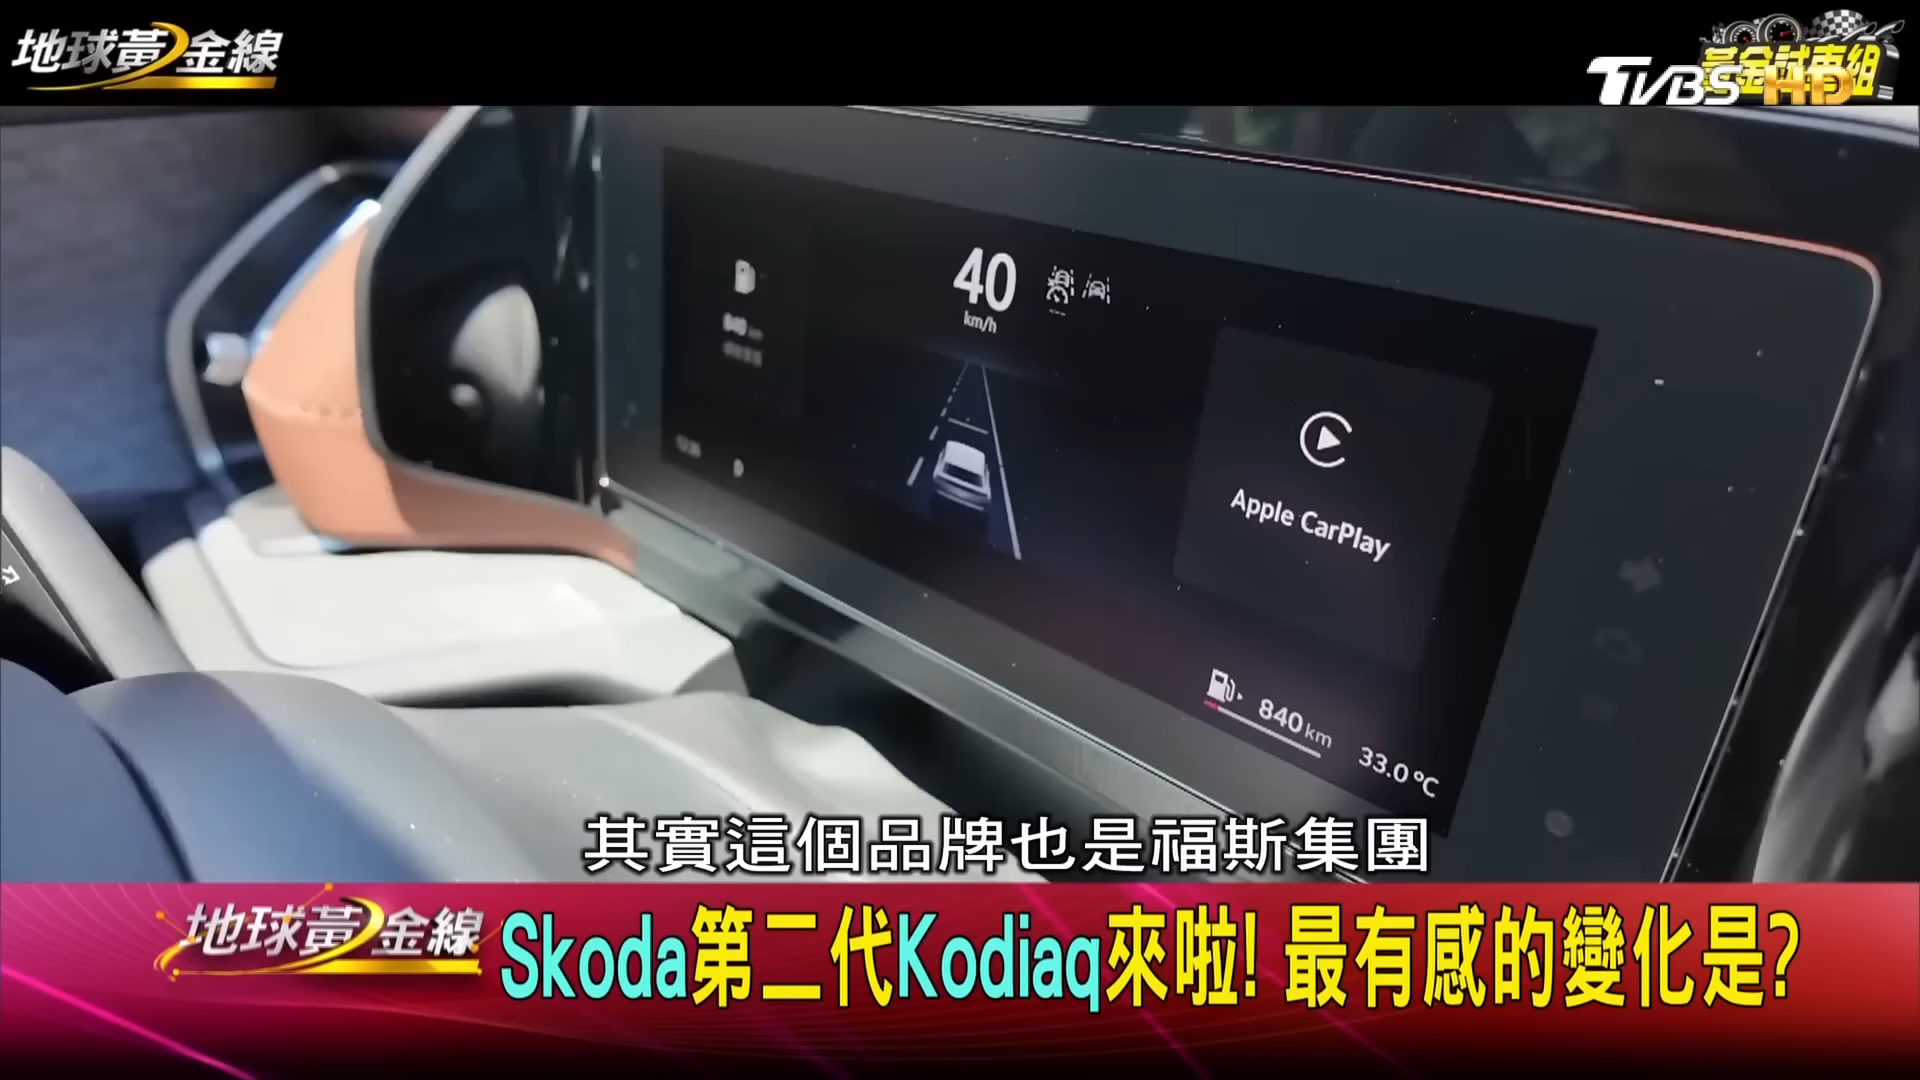 地球黃金線
黃金試車組
TVBS HD
40
km/h
840 km
Apple CarPlay
840 km
33.0°C
其實這個品牌也是福斯集團
地球黃金線
Skoda第二代Kodiaq來啦! 最有感的變化是?